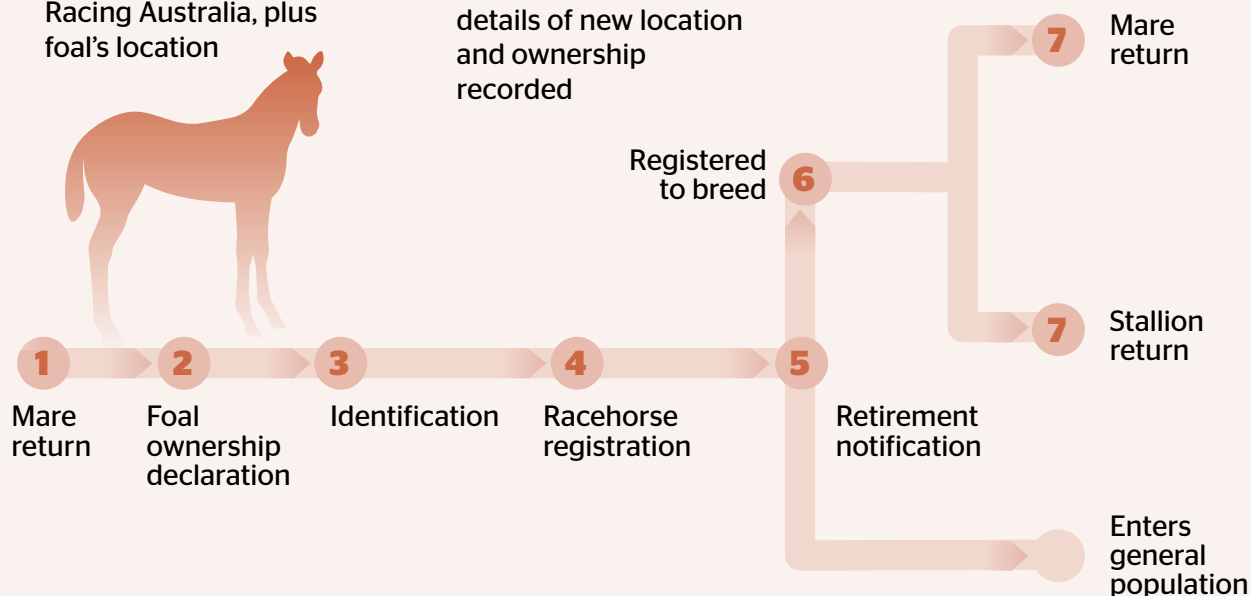 Racing Australia, plus
foal's location
details of new location
and ownership
recorded
7
Mare
return
Registered
to breed
6
7
Stallion
return
1
2
3
4
5
Mare
return
Foal
ownership
declaration
Identification
Racehorse
registration
Retirement
notification
Enters
general
population